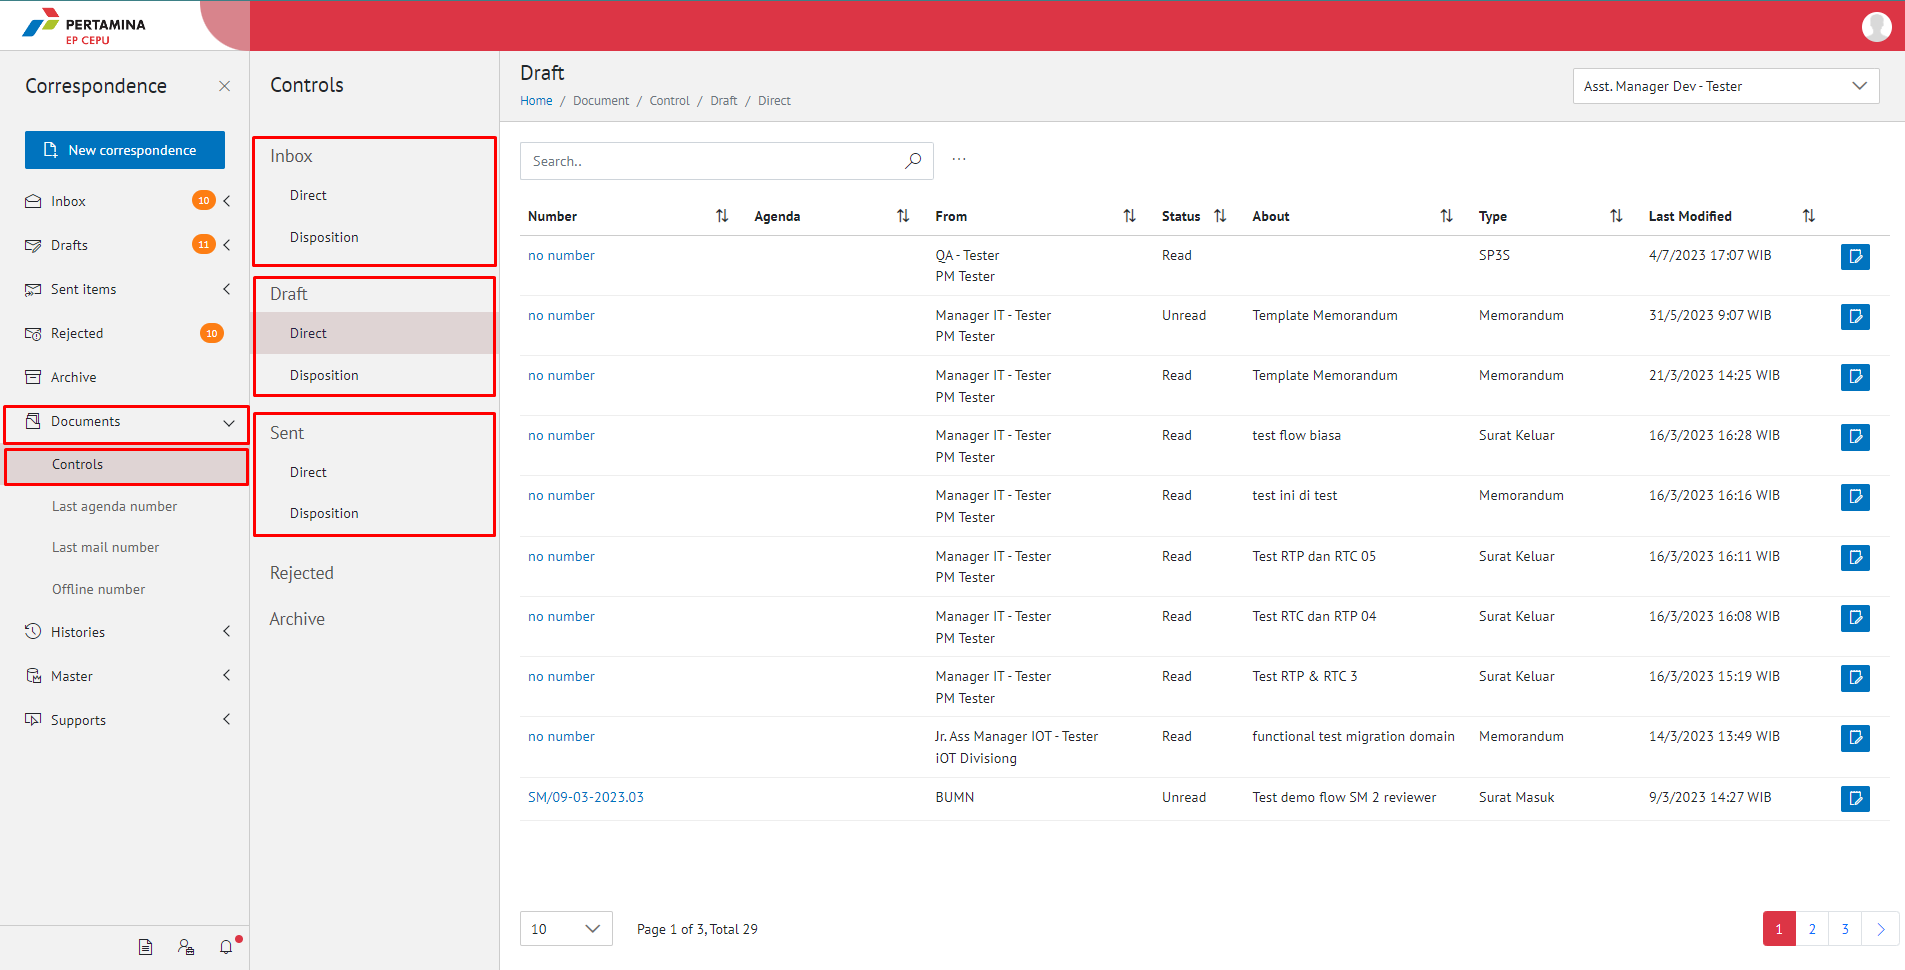 PERTAMINA
EP CEPU
Correspondence
New correspondence
Inbox 10
Drafts 11
Sent items
Rejected 10
Archive
Documents
Controls
Last agenda number
Last mail number
Offline number
Histories
Master
Supports
Controls
Inbox
Direct
Disposition
Draft
Direct
Disposition
Sent
Direct
Disposition
Rejected
Archive
Draft
Home / Document / Control / Draft / Direct
Asst. Manager Dev - Tester
Search..
...
Number Agenda From Status About Type Last Modified
no number QA - Tester Read SP3S 4/7/2023 17:07 WIB
PM Tester
no number Manager IT - Tester Unread Template Memorandum Memorandum 31/5/2023 9:07 WIB
PM Tester
no number Manager IT - Tester Read Template Memorandum Memorandum 21/3/2023 14:25 WIB
PM Tester
no number Manager IT - Tester Read test flow biasa Surat Keluar 16/3/2023 16:28 WIB
PM Tester
no number Manager IT - Tester Read test ini di test Memorandum 16/3/2023 16:16 WIB
PM Tester
no number Manager IT - Tester Read Test RTP dan RTC 05 Surat Keluar 16/3/2023 16:11 WIB
PM Tester
no number Manager IT - Tester Read Test RTC dan RTP 04 Surat Keluar 16/3/2023 16:08 WIB
PM Tester
no number Manager IT - Tester Read Test RTP & RTC 3 Surat Keluar 16/3/2023 15:19 WIB
PM Tester
no number Jr. Ass Manager IOT - Tester Read functional test migration domain Memorandum 14/3/2023 13:49 WIB
iOT Divisiong
SM/09-03-2023.03 BUMN Unread Test demo flow SM 2 reviewer Surat Masuk 9/3/2023 14:27 WIB
10 Page 1 of 3, Total 29
1 2 3